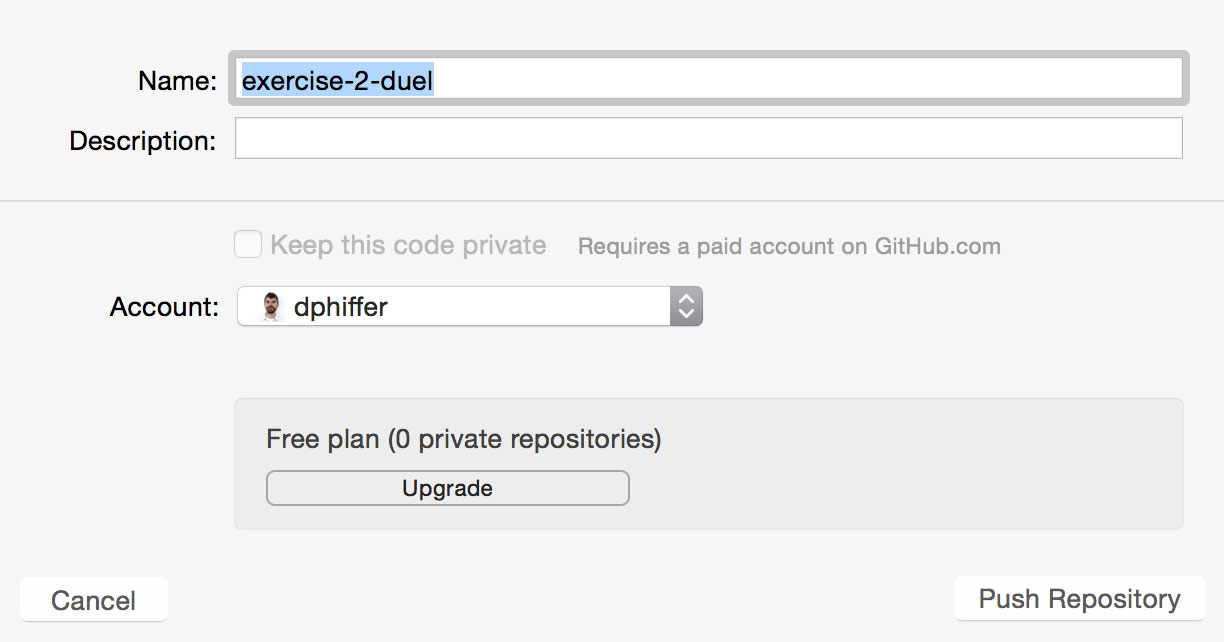 Name: exercise-2-duel
Description:
Keep this code private Requires a paid account on GitHub.com
Account: dphiffer
Free plan (0 private repositories)
Upgrade
Cancel Push Repository